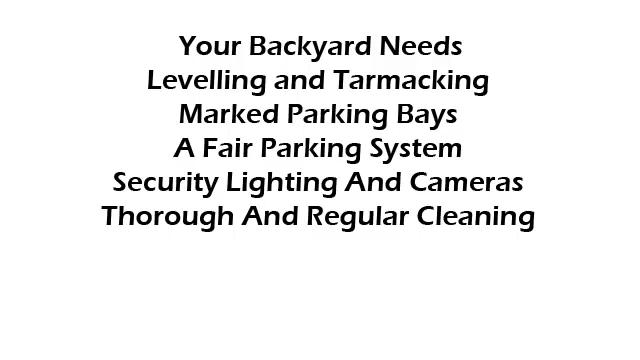 Your Backyard Needs
Levelling and Tarmacking
Marked Parking Bays
A Fair Parking System
Security Lighting And Cameras
Thorough And Regular Cleaning